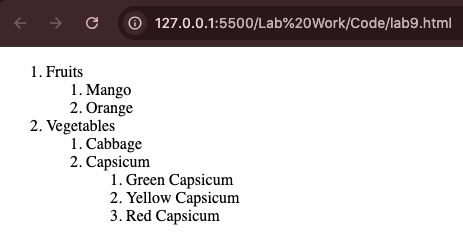 127.0.0.1:5500/Lab%20Work/Code/lab9.html
1. Fruits
1. Mango
2. Orange
2. Vegetables
1. Cabbage
2. Capsicum
1. Green Capsicum
2. Yellow Capsicum
3. Red Capsicum